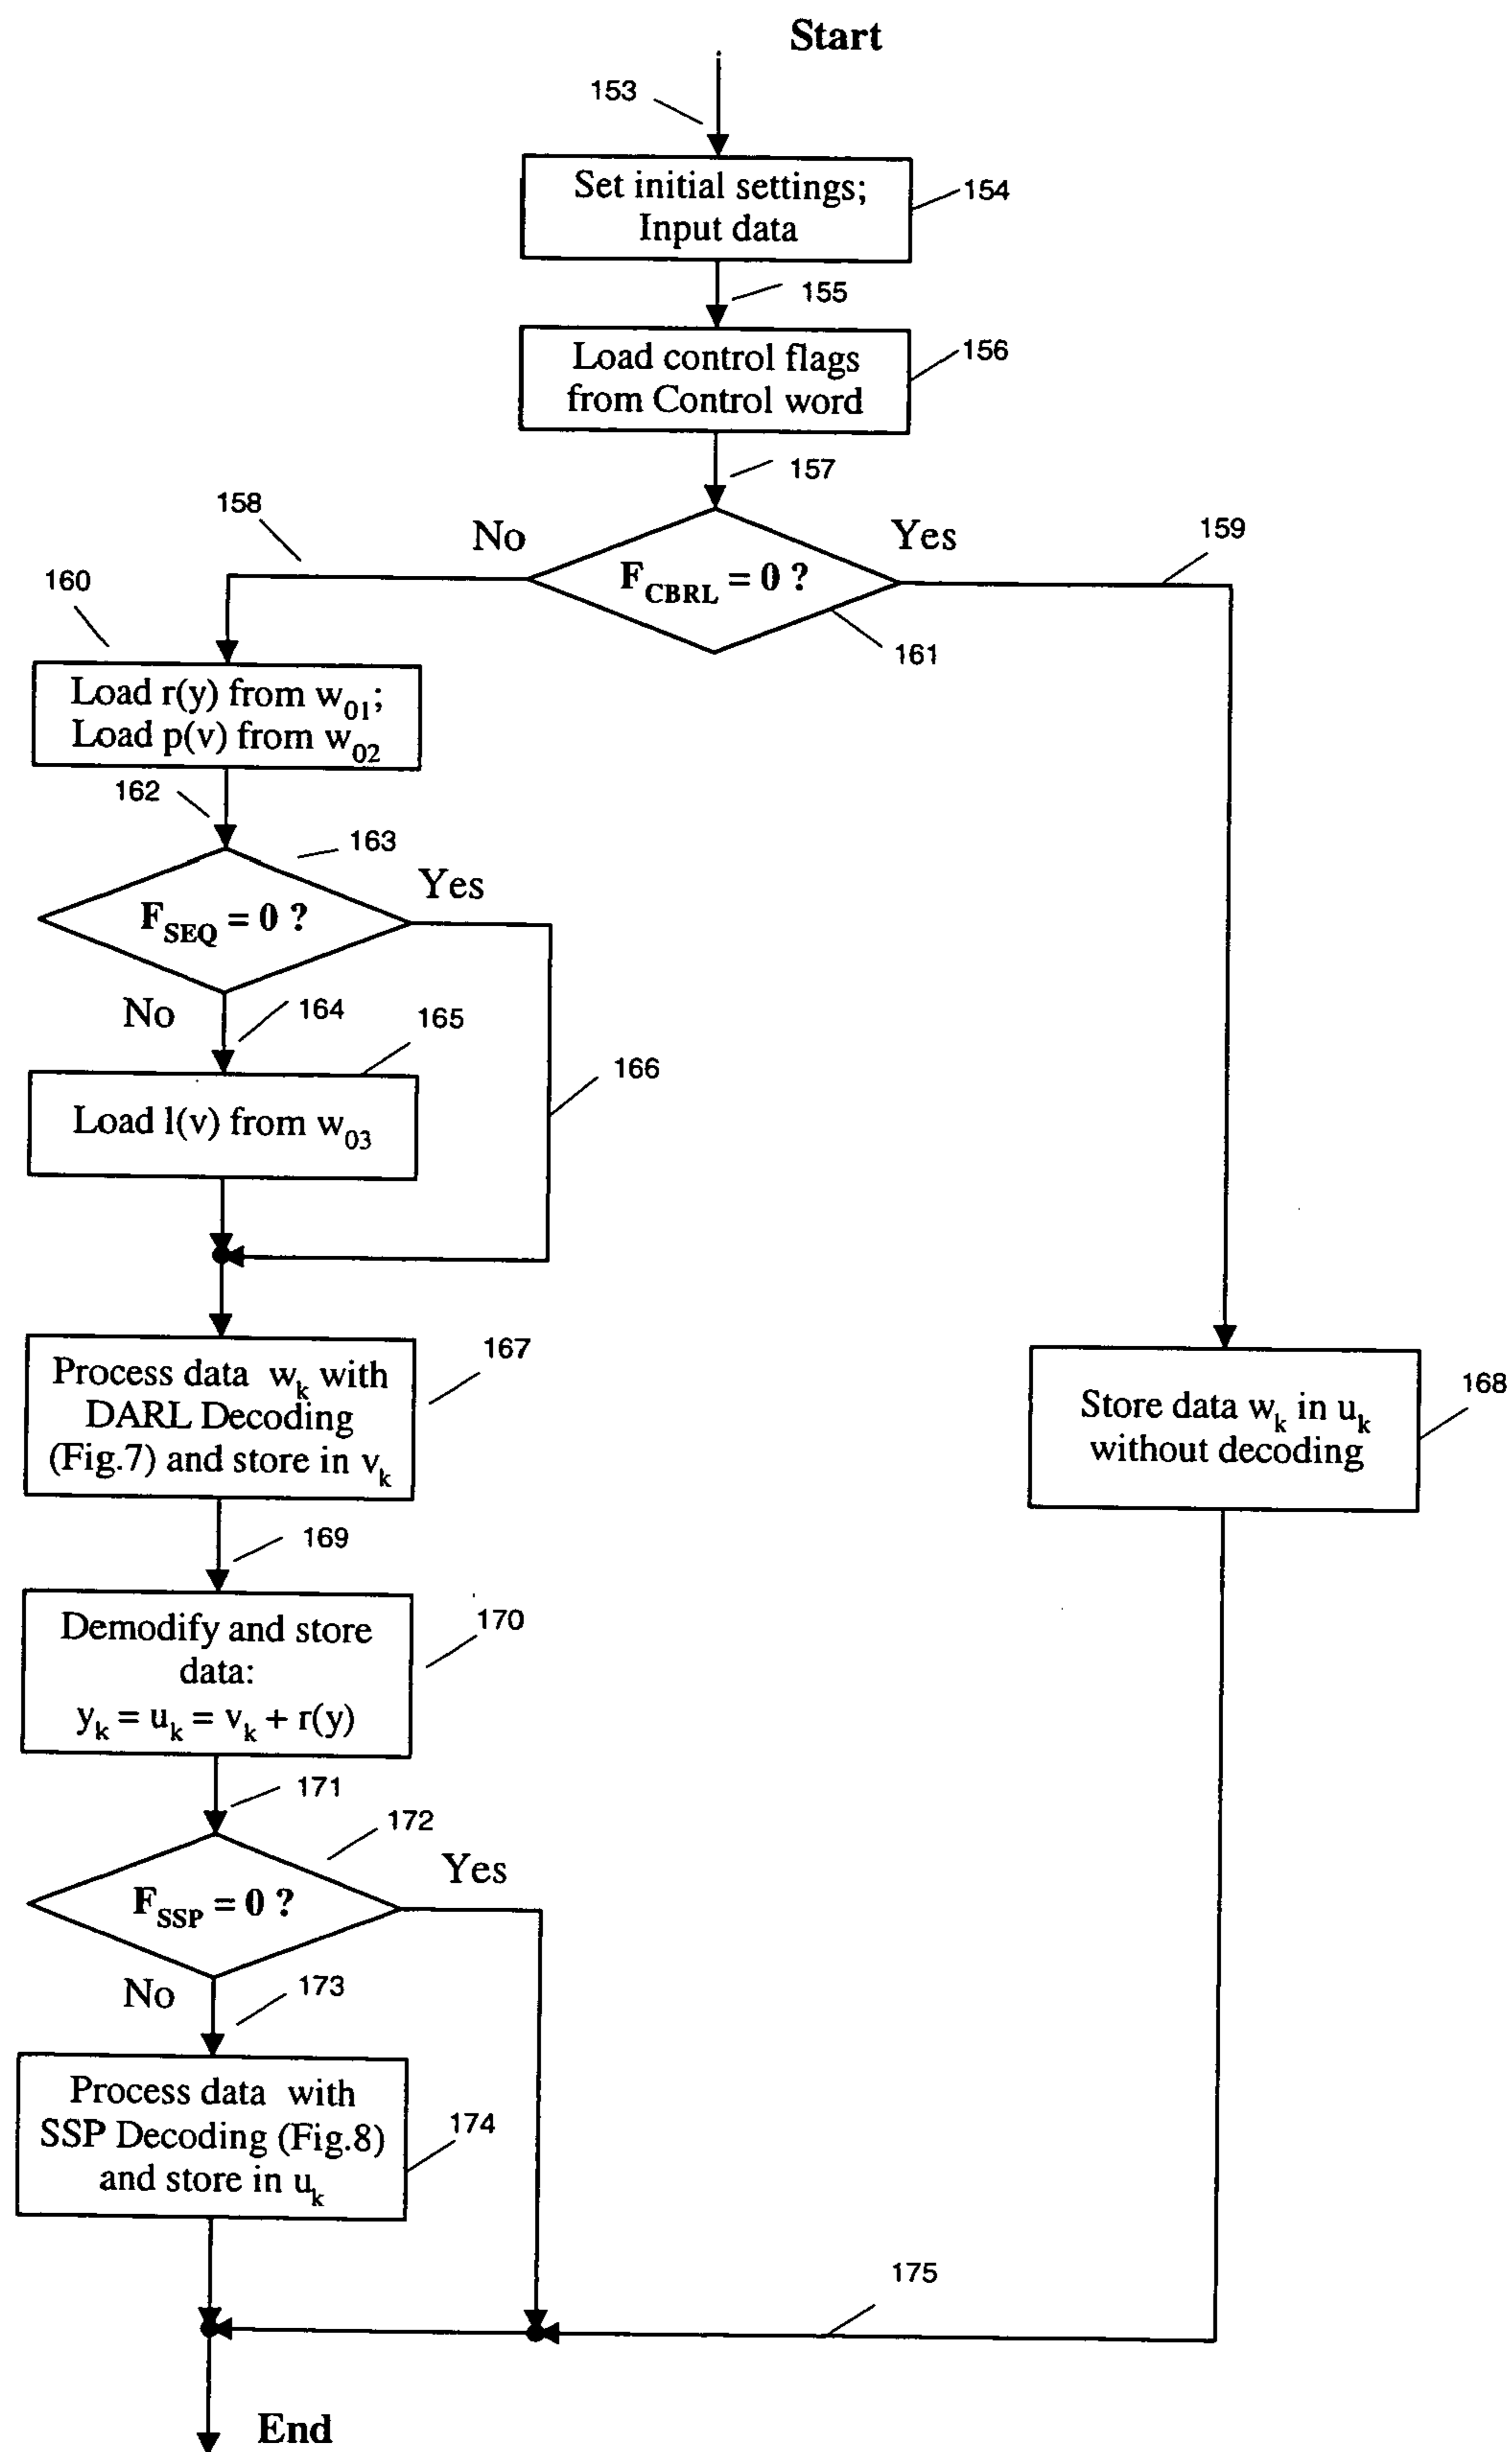 Start
153
Set initial settings;
Input data
154
155
Load control flags
from Control word
156
157
158
No
Yes
159
F_CBRL = 0 ?
160
161
Load r(y) from w_01;
Load p(v) from w_02
162
163
Yes
F_SEQ = 0 ?
No
164
165
166
Load l(v) from w_03
Process data w_k with
DARL Decoding
(Fig.7) and store in v_k
167
Store data w_k in u_k
without decoding
168
169
Demodify and store
data:
y_k = u_k = v_k + r(y)
170
171
172
Yes
F_SSP = 0 ?
No
173
Process data with
SSP Decoding (Fig.8)
and store in u_k
174
175
End